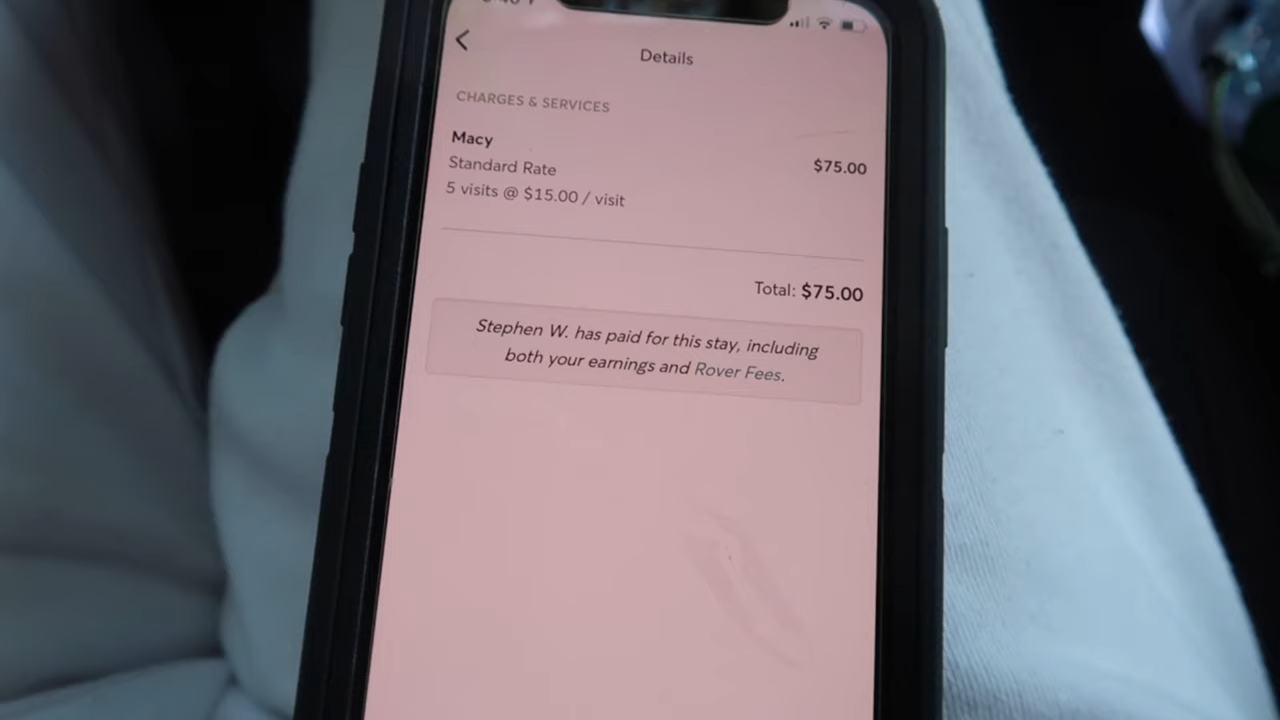 Details
CHARGES & SERVICES
Macy
Standard Rate
$75.00
5 visits @ $15.00 / visit
Total: $75.00
Stephen W. has paid for this stay, including
both your earnings and Rover Fees.